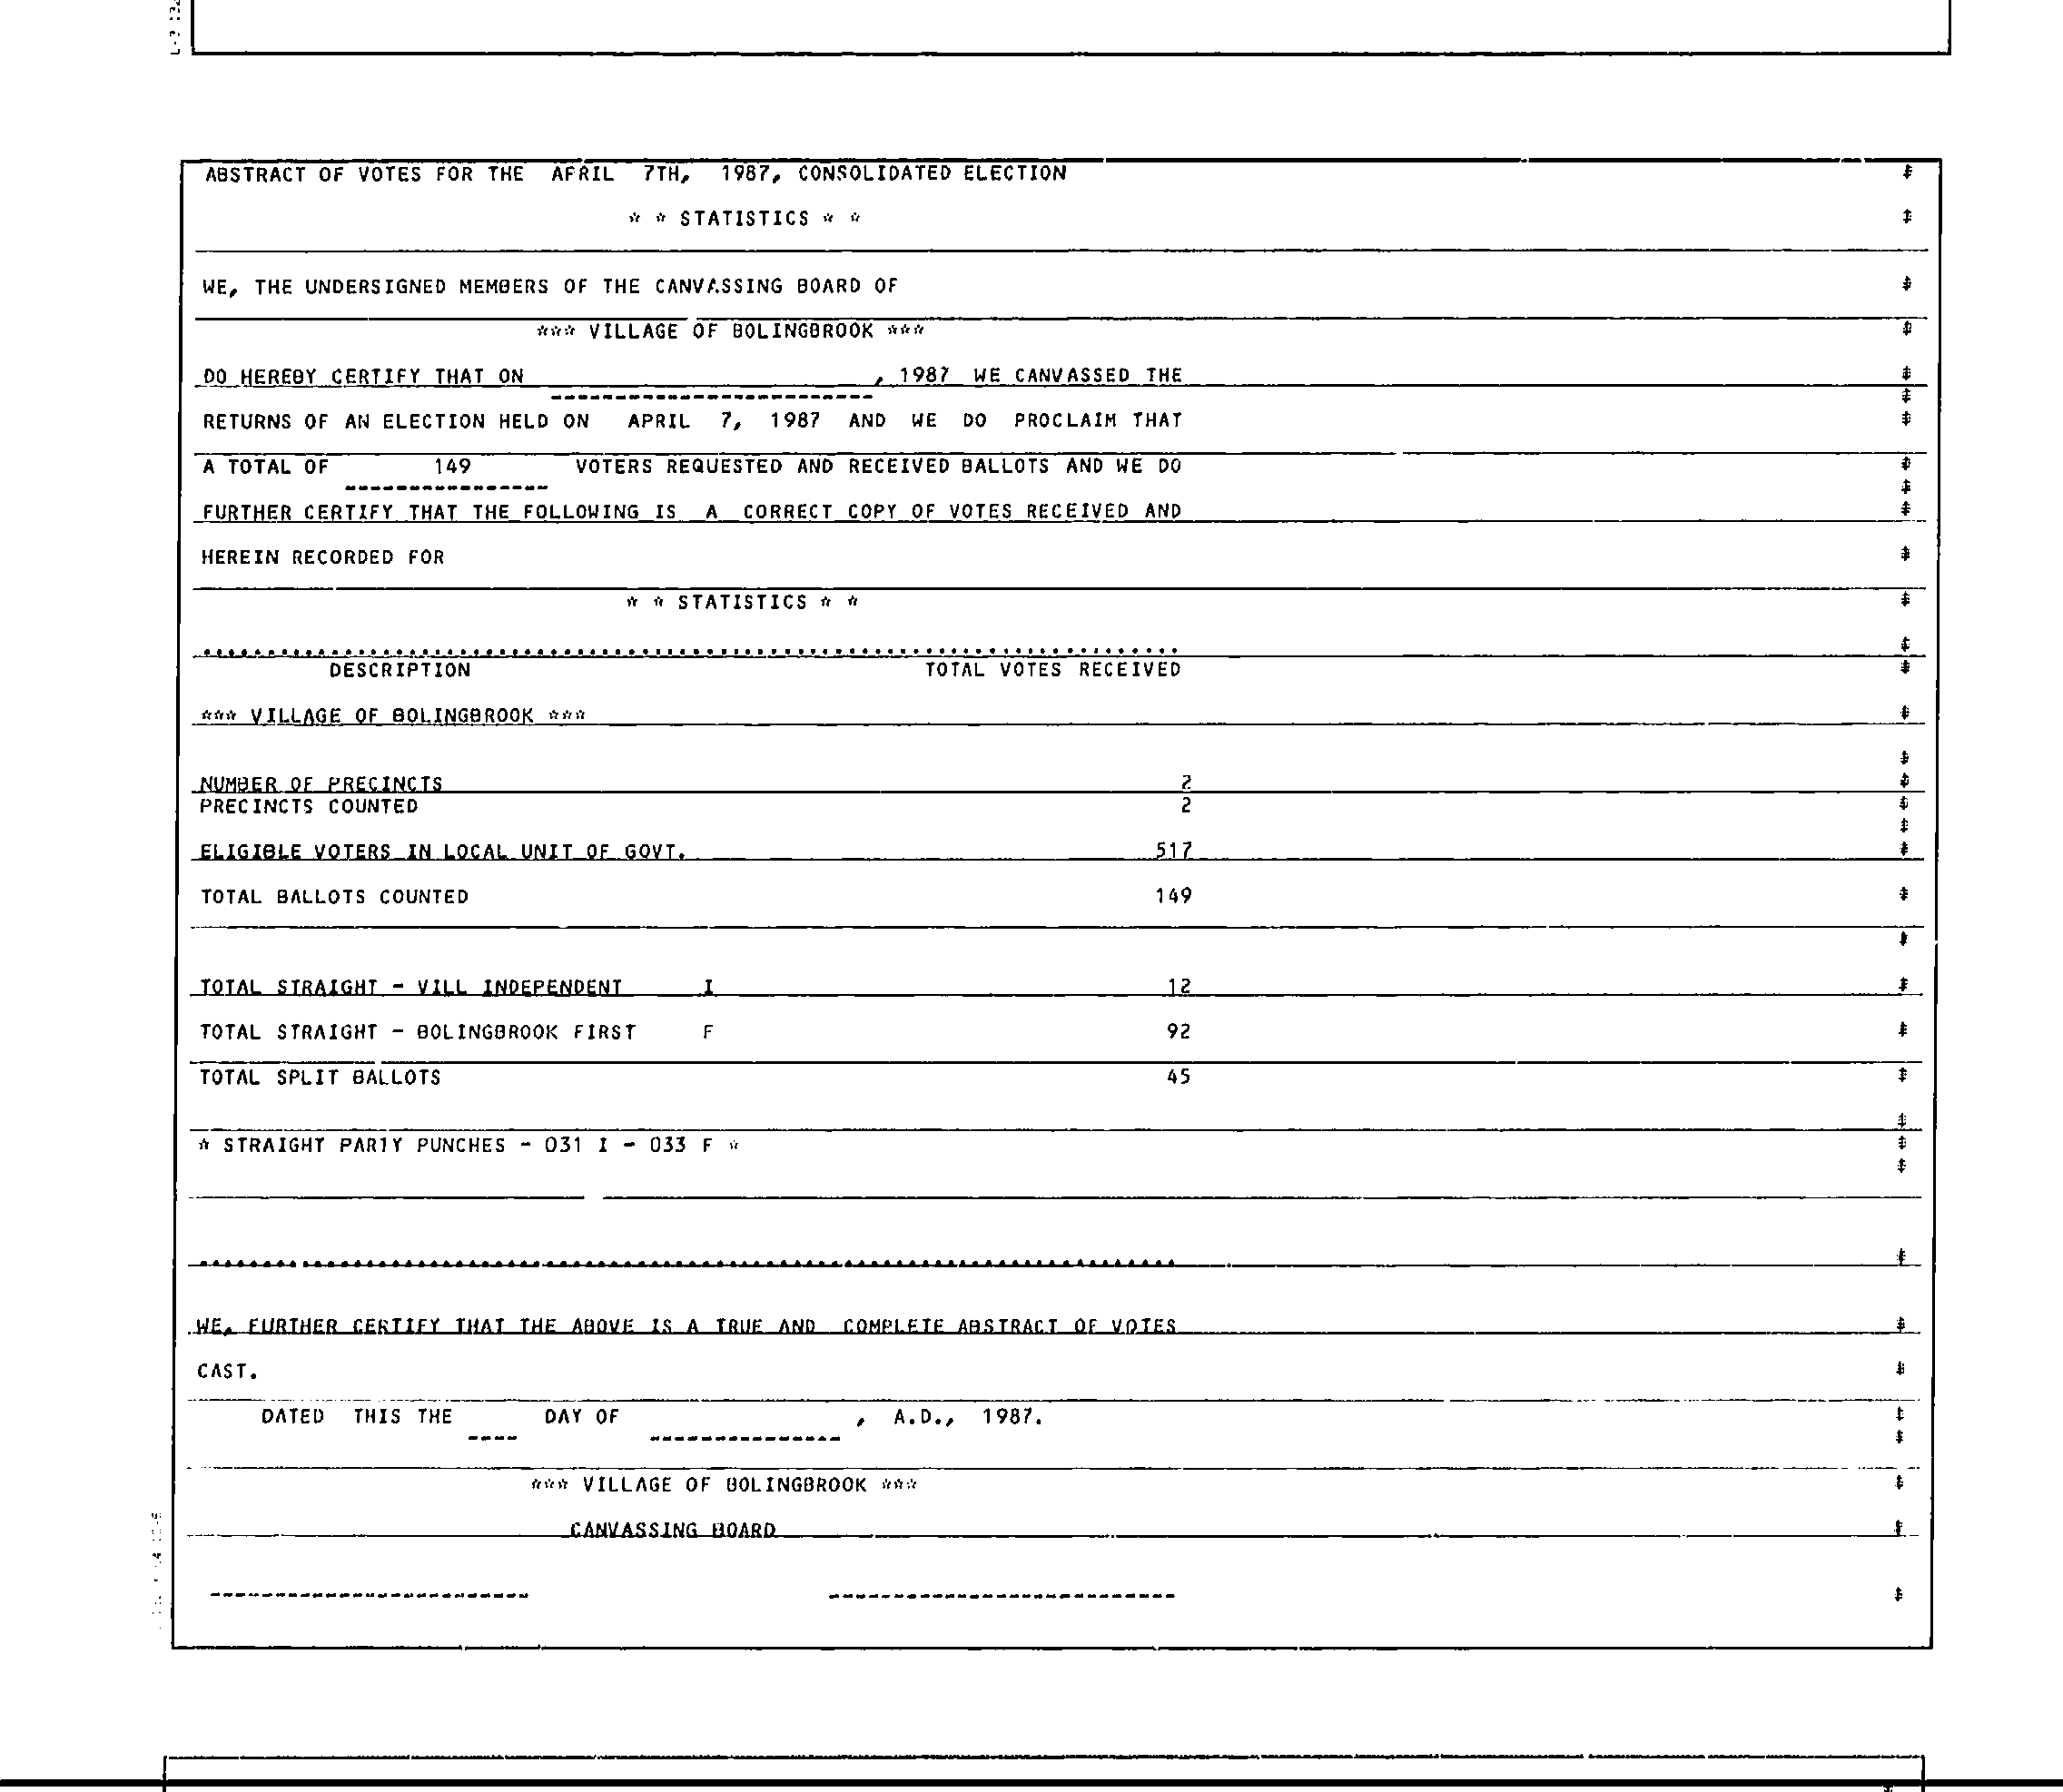 ABSTRACT OF VOTES FOR THE AFRIL 7TH, 1987, CONSOLIDATED ELECTION
* * STATISTICS * *
WE, THE UNDERSIGNED MEMBERS OF THE CANVASSING BOARD OF
*** VILLAGE OF BOLINGBROOK ***
DO HEREBY CERTIFY THAT ON , 1987 WE CANVASSED THE
RETURNS OF AN ELECTION HELD ON APRIL 7, 1987 AND WE DO PROCLAIM THAT
A TOTAL OF 149 VOTERS REQUESTED AND RECEIVED BALLOTS AND WE DO
FURTHER CERTIFY THAT THE FOLLOWING IS A CORRECT COPY OF VOTES RECEIVED AND
HEREIN RECORDED FOR
* * STATISTICS * *
DESCRIPTION TOTAL VOTES RECEIVED
*** VILLAGE OF BOLINGBROOK ***
NUMBER OF PRECINCTS 2
PRECINCTS COUNTED 2
ELIGIBLE VOTERS IN LOCAL UNIT OF GOVT. 517
TOTAL BALLOTS COUNTED 149
TOTAL STRAIGHT - VILL INDEPENDENT I 12
TOTAL STRAIGHT - BOLINGBROOK FIRST F 92
TOTAL SPLIT BALLOTS 45
* STRAIGHT PARTY PUNCHES - 031 I - 033 F *
WE, FURTHER CERTIFY THAT THE ABOVE IS A TRUE AND COMPLETE ABSTRACT OF VOTES
CAST.
DATED THIS THE ---- DAY OF --------------- , A.D., 1987.
*** VILLAGE OF BOLINGBROOK ***
CANVASSING BOARD